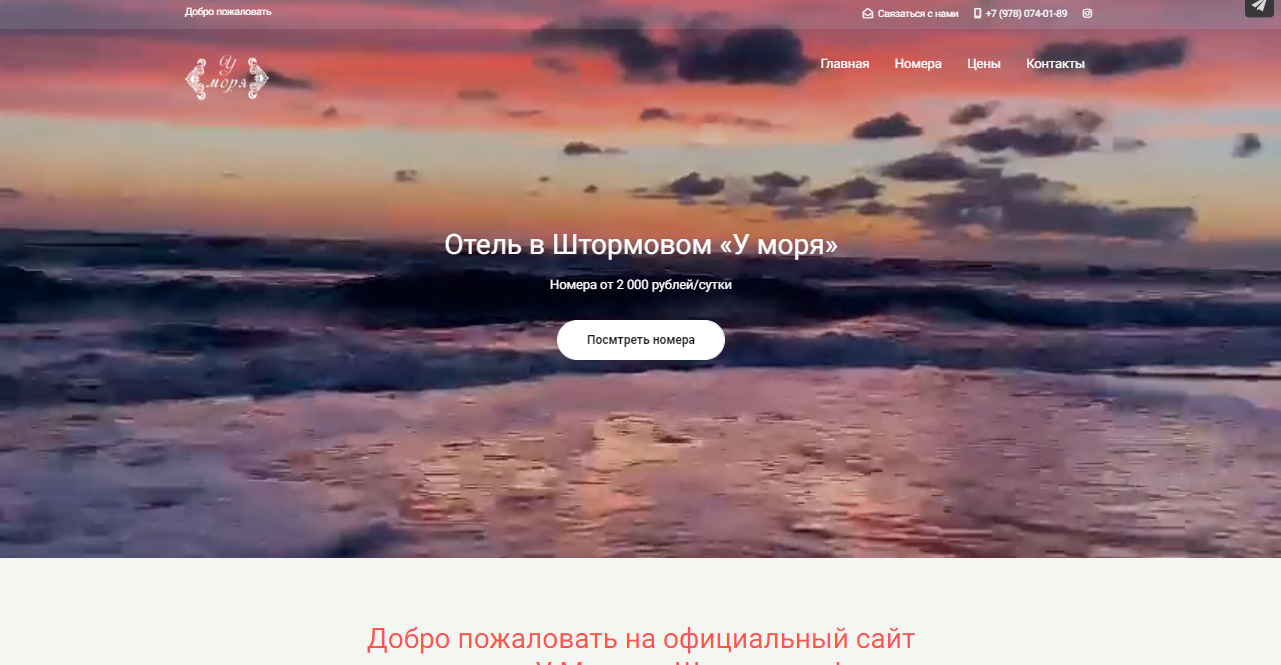 Добро пожаловать
Связаться с нами +7 (978) 074-01-89
У моря
Главная Номера Цены Контакты
Отель в Штормовом «У моря»
Номера от 2 000 рублей/сутки
Посмтреть номера
Добро пожаловать на официальный сайт